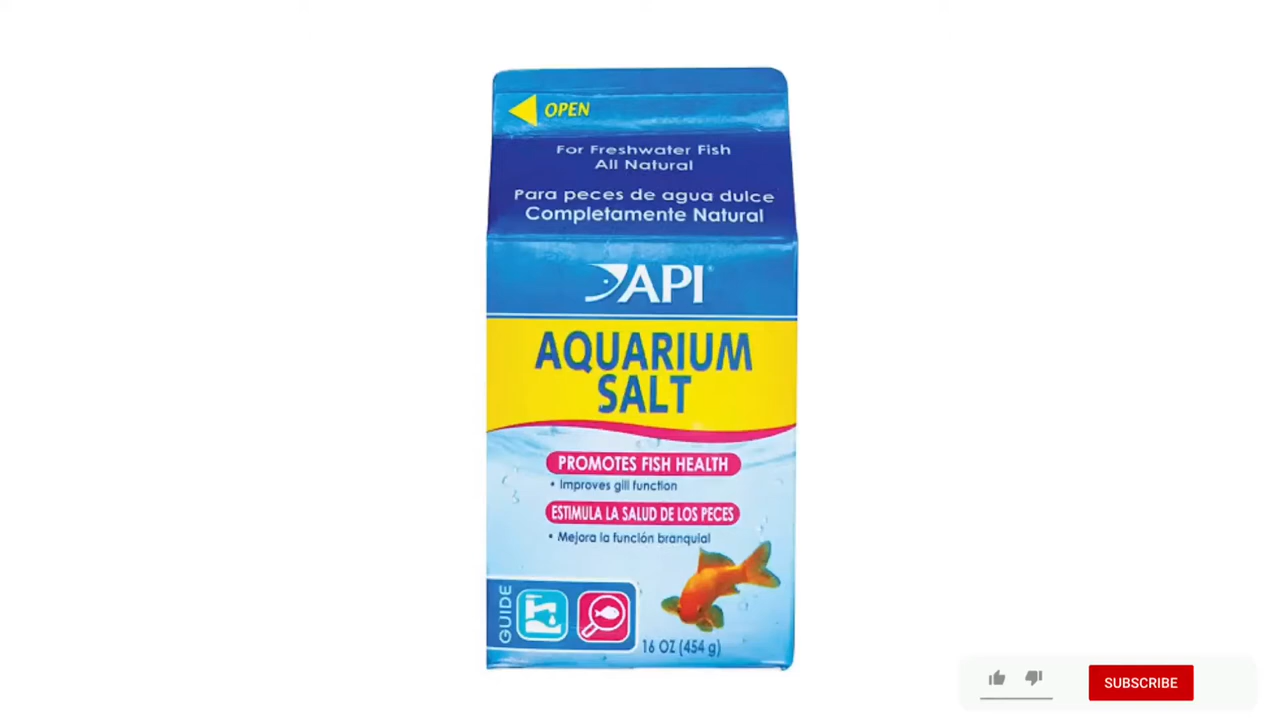 OPEN
For Freshwater Fish
All Natural
Para peces de agua dulce
Completamente Natural
API®
AQUARIUM
SALT
PROMOTES FISH HEALTH
• Improves gill function
ESTIMULA LA SALUD DE LOS PECES
• Mejora la función branquial
GUIDE
16 OZ (454 g)
SUBSCRIBE